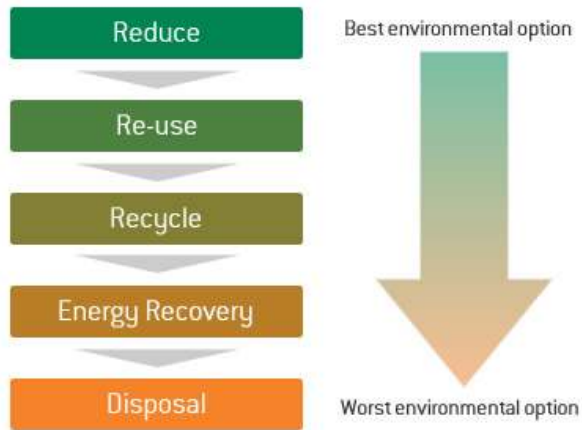 Reduce
Best environmental option
Re-use
Recycle
Energy Recovery
Disposal
Worst environmental option